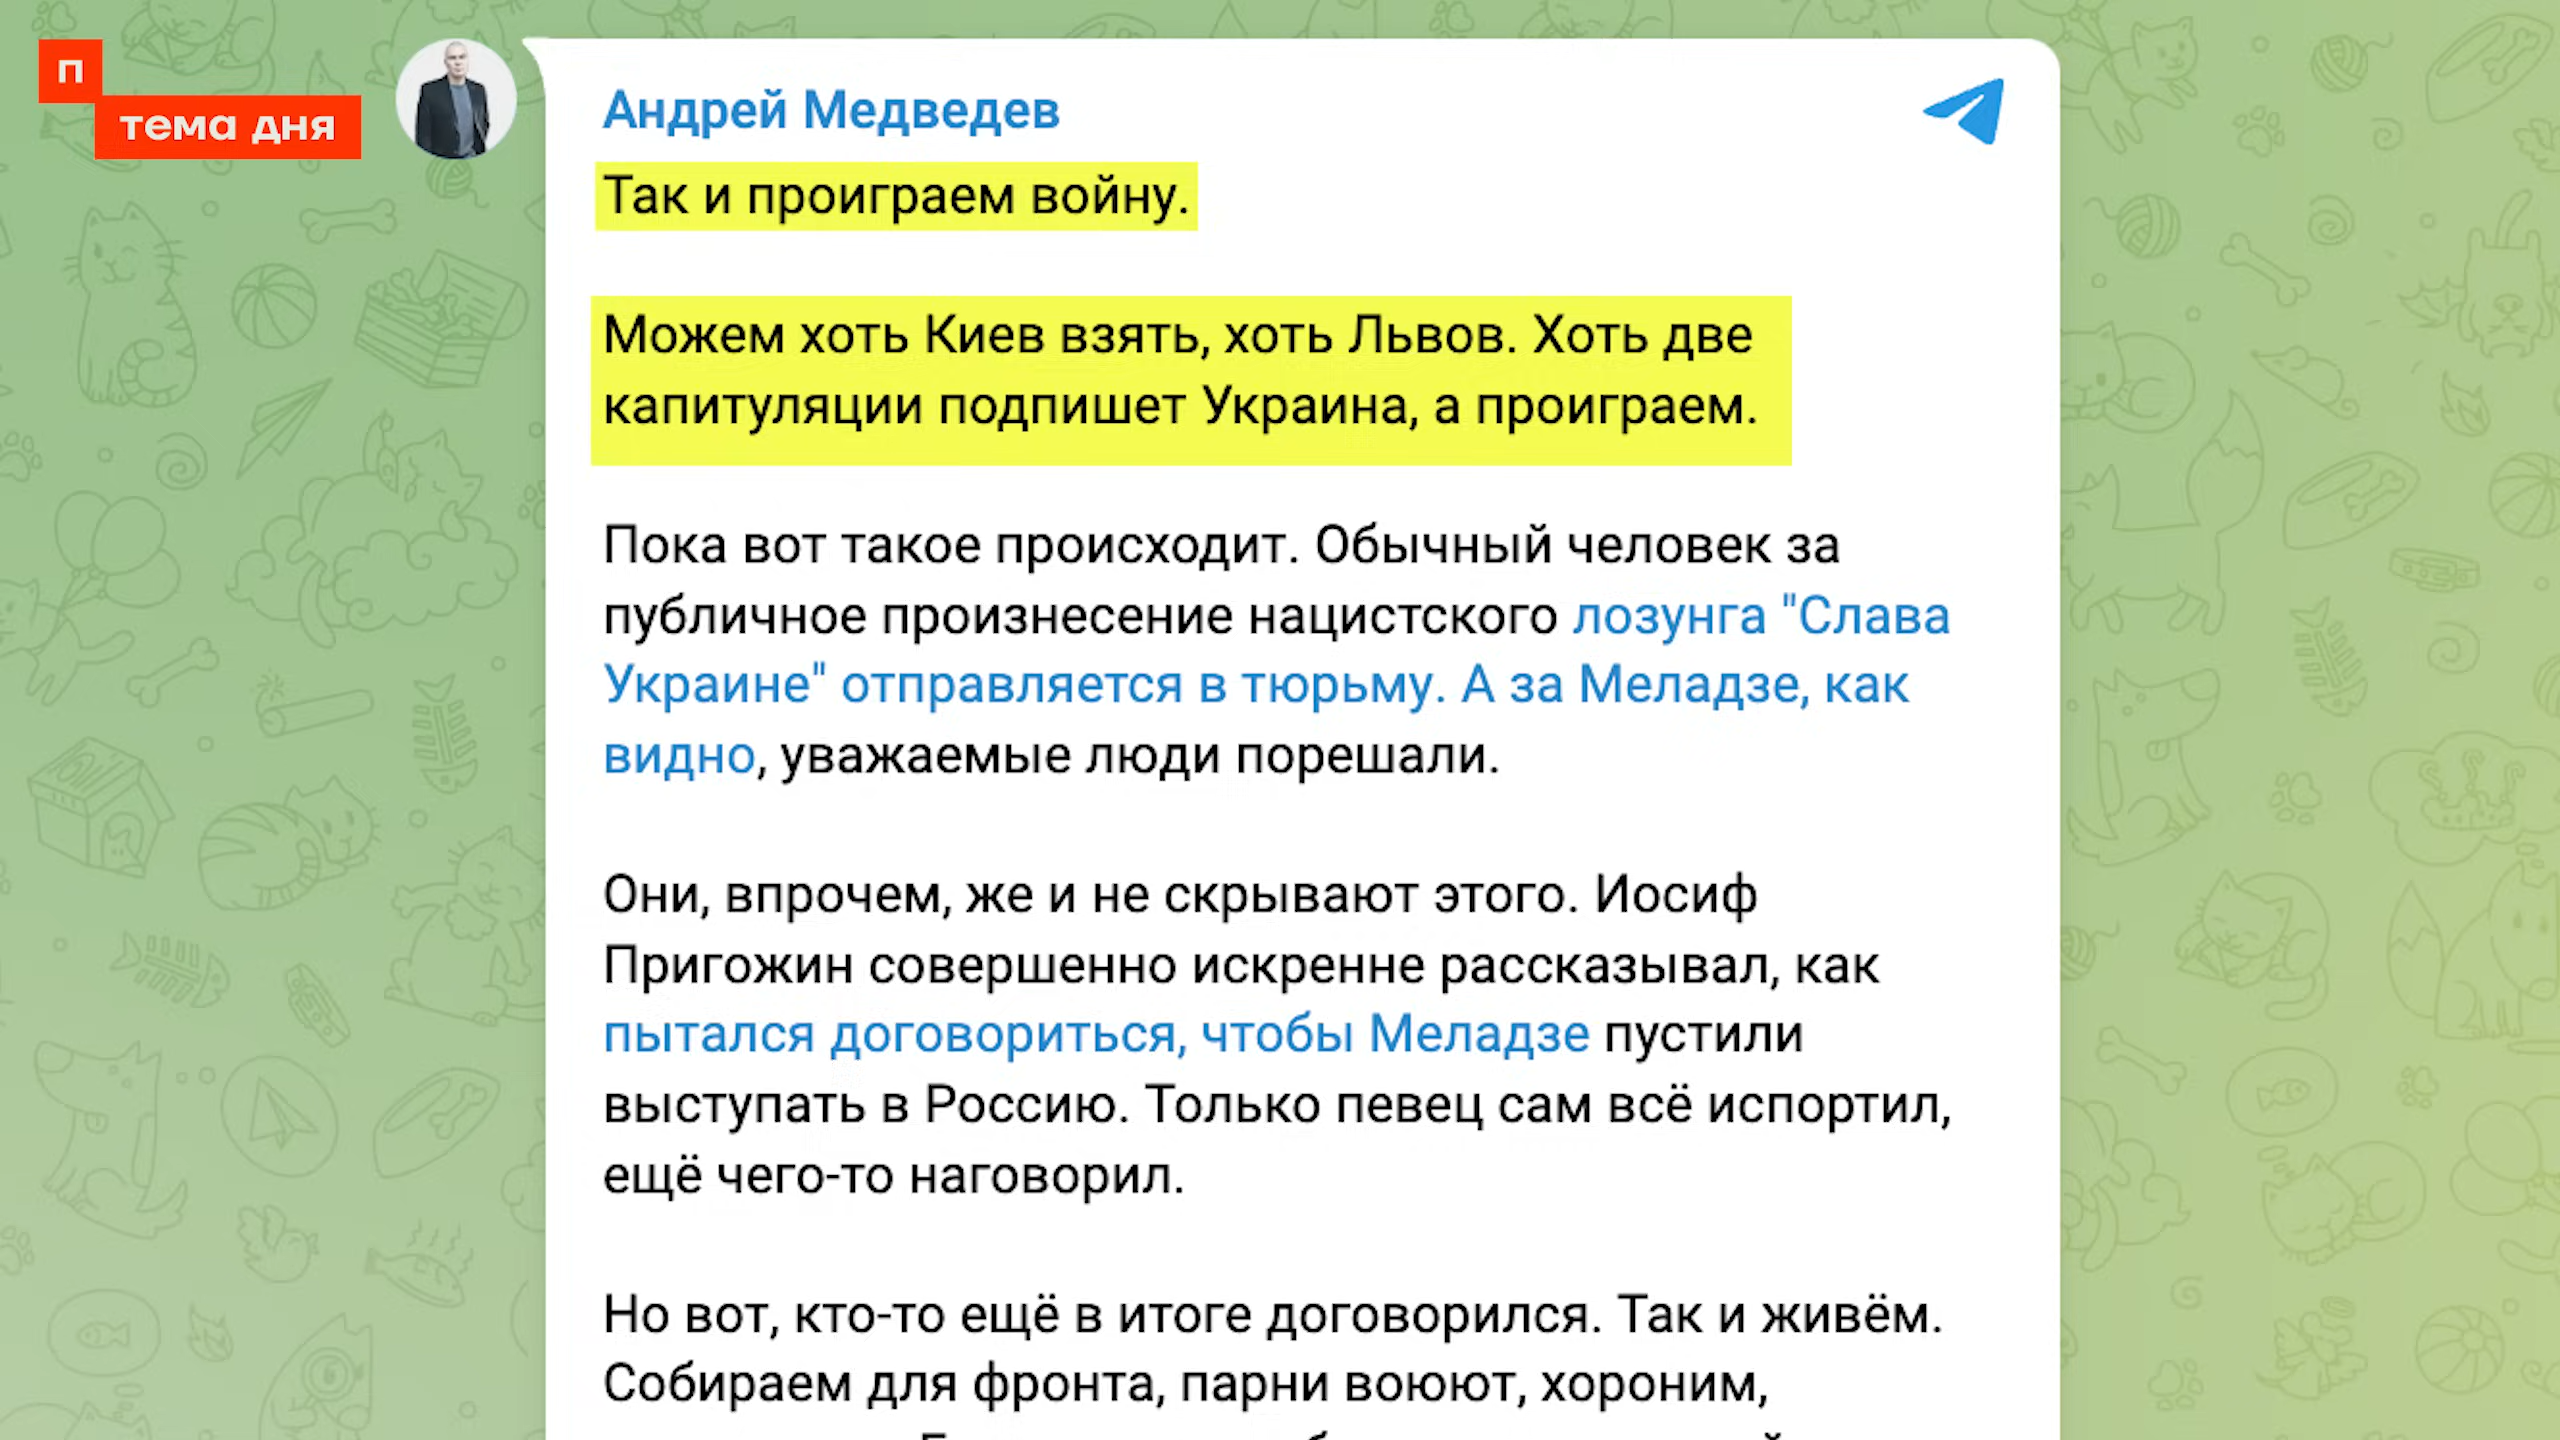 п
тема дня
Андрей Медведев
Так и проиграем войну.
Можем хоть Киев взять, хоть Львов. Хоть две
капитуляции подпишет Украина, а проиграем.
Пока вот такое происходит. Обычный человек за
публичное произнесение нацистского лозунга "Слава
Украине" отправляется в тюрьму. А за Меладзе, как
видно, уважаемые люди порешали.
Они, впрочем, же и не скрывают этого. Иосиф
Пригожин совершенно искренне рассказывал, как
пытался договориться, чтобы Меладзе пустили
выступать в Россию. Только певец сам всё испортил,
ещё чего-то наговорил.
Но вот, кто-то ещё в итоге договорился. Так и живём.
Собираем для фронта, парни воюют, хороним,